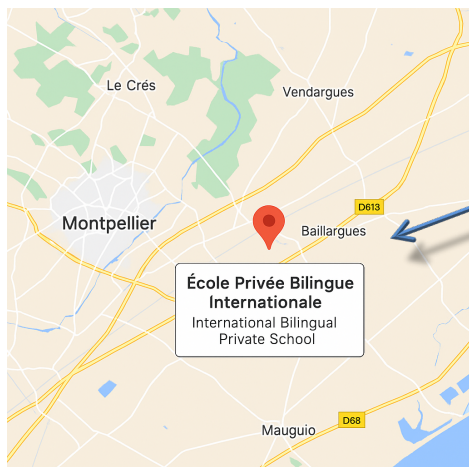 Le Crés
Vendargues
D613
Montpellier
Baillargues
École Privée Bilingue
Internationale
International Bilingual
Private School
D68
Mauguio